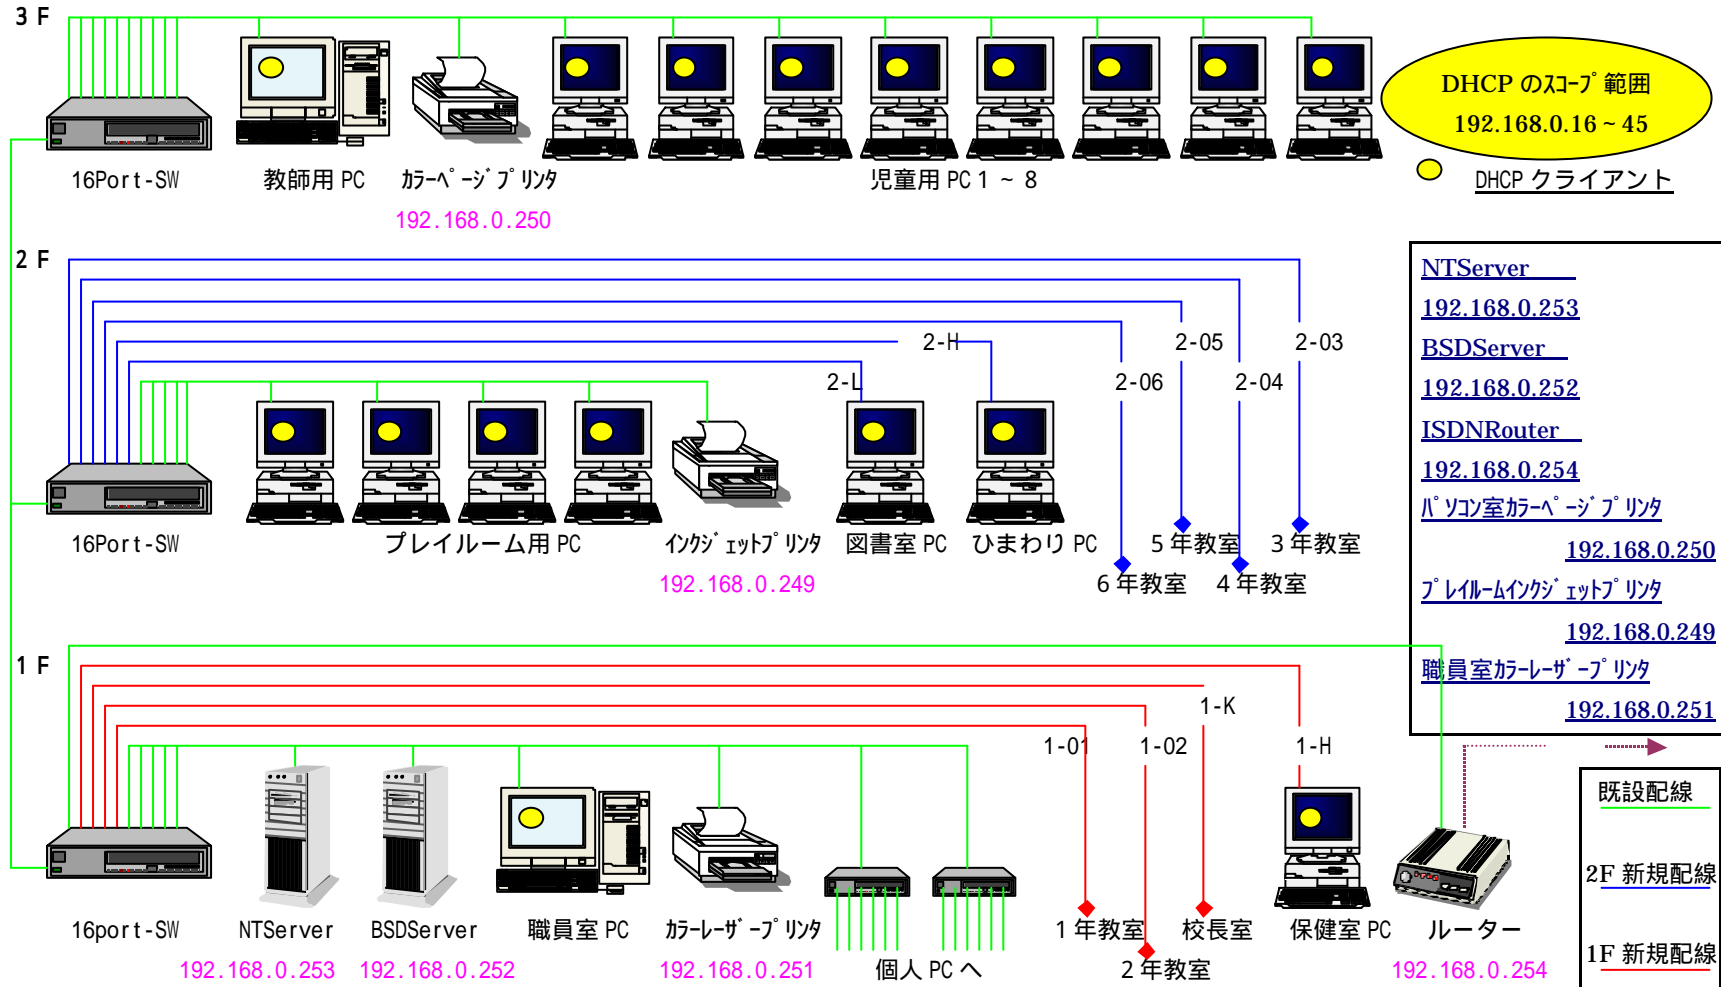 3 F
DHCP のスコープ 範囲
192.168.0.16 ~ 45
16Port-SW
教師用 PC
カラーページプリンタ
児童用 PC 1 ~ 8
DHCP クライアント
192.168.0.250
2 F
NTServer
192.168.0.253
BSDServer
192.168.0.252
ISDNRouter
192.168.0.254
パソコン室カラーページプリンタ
192.168.0.250
プレイルームインクジェットプリンタ
192.168.0.249
職員室カラーレーザープリンタ
192.168.0.251
2-H
2-05
2-03
2-L
2-06
2-04
16Port-SW
プレイルーム用 PC
インクジェットプリンタ
図書室 PC
ひまわり PC
5 年教室
3 年教室
192.168.0.249
6 年教室
4 年教室
1 F
1-K
1-01
1-02
1-H
既設配線
2F 新規配線
1F 新規配線
16port-SW
NTServer
BSDServer
職員室 PC
カラーレーザープリンタ
1 年教室
校長室
保健室 PC
ルーター
192.168.0.253
192.168.0.252
192.168.0.251
個人 PC へ
2 年教室
192.168.0.254